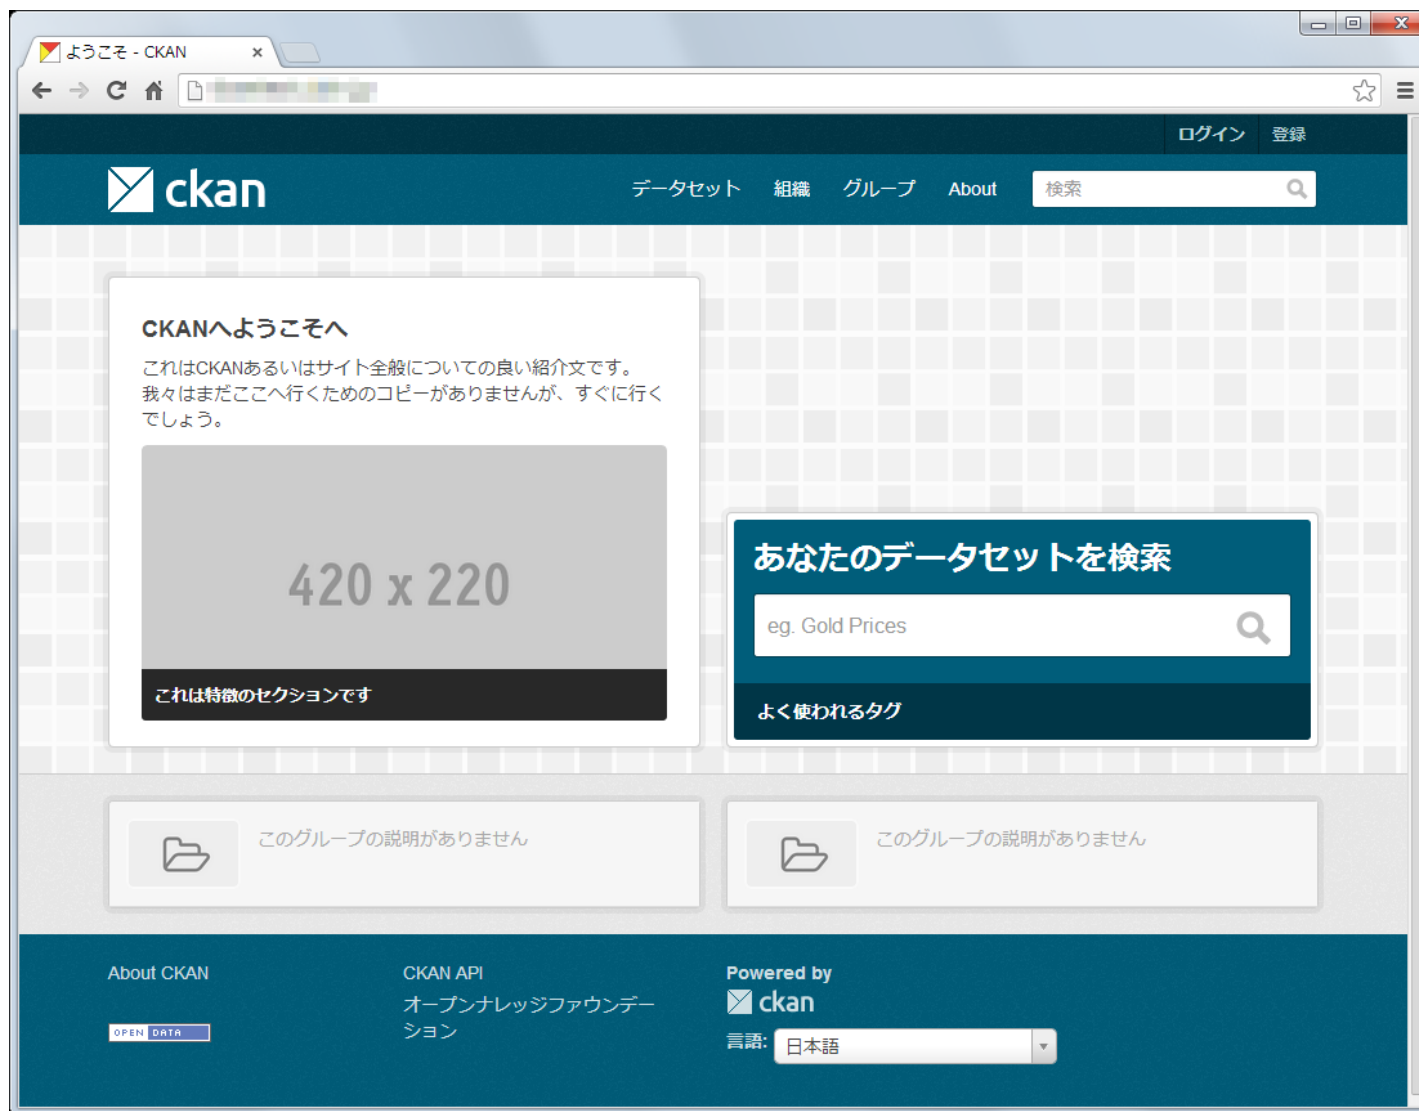 ようこそ - CKAN
ログイン 登録
ckan
データセット 組織 グループ About 検索
CKANへようこそへ
これはCKANあるいはサイト全般についての良い紹介文です。
我々はまだここへ行くためのコピーがありませんが、すぐに行く
でしょう。
420 x 220
これは特徴のセクションです
あなたのデータセットを検索
eg. Gold Prices
よく使われるタグ
このグループの説明がありません
このグループの説明がありません
About CKAN
OPEN DATA
CKAN API
オープンナレッジファウンデー
ション
Powered by
ckan
言語: 日本語